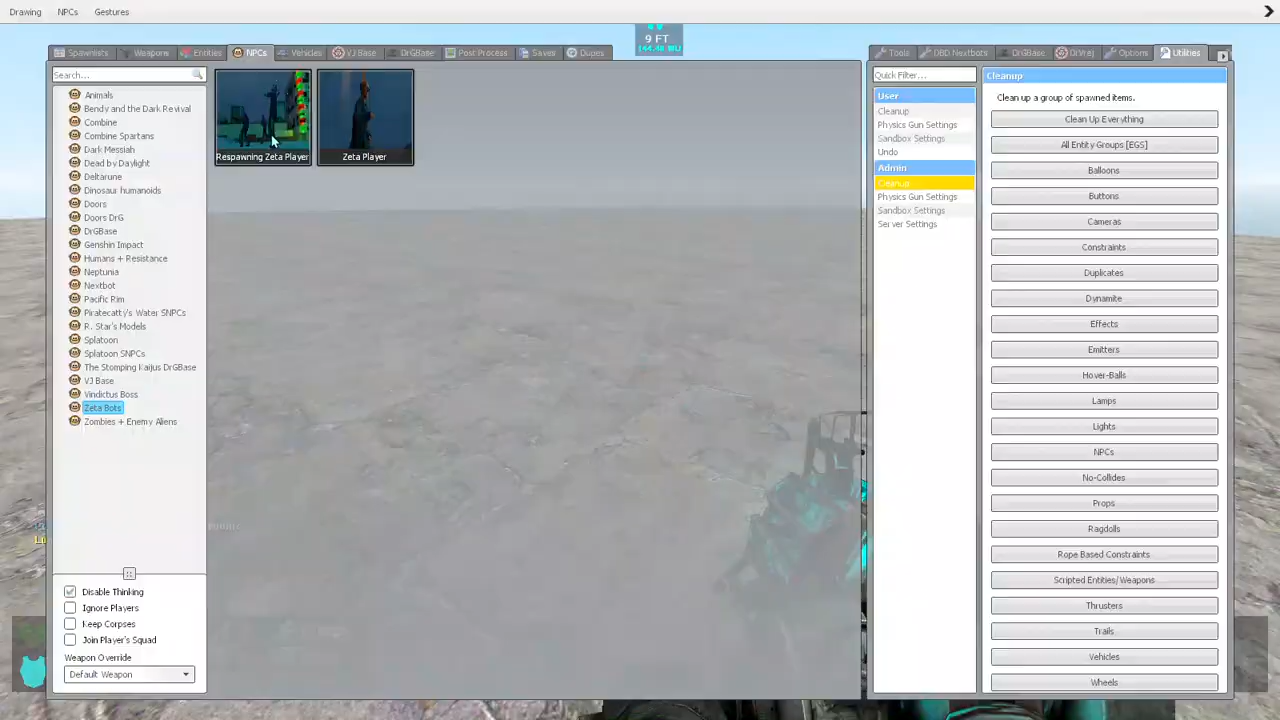 Drawing NPCs Gestures
9 FT
(44.48 WU)
Spawnlists Weapons Entities NPCs Vehicles VJ Base DrGBase Post Process Saves Dupes
Tools DBD Nextbots DrGBase Options Utilities
Search...
Quick Filter...
Cleanup
Animals
Bendy and the Dark Revival
Combine
Combine Spartans
Dark Messiah
Dead by Daylight
Deltarune
Dinosaur humanoids
Doors
Doors DrG
DrGBase
Genshin Impact
Humans + Resistance
Neptunia
Nextbot
Pacific Rim
Piratecatty's Water SNPCs
R. Star's Models
Splatoon
Splatoon SNPCs
The Stomping Kaijus DrGBase
VJ Base
Vindictus Boss
Zeta Bots
Zombies + Enemy Aliens
Respawning Zeta Player
Zeta Player
Disable Thinking
Ignore Players
Keep Corpses
Join Player's Squad
Weapon Override
Default Weapon
User
Cleanup
Physics Gun Settings
Sandbox Settings
Undo
Admin
Cleanup
Physics Gun Settings
Sandbox Settings
Server Settings
Clean up a group of spawned items.
Clean Up Everything
All Entity Groups [EGS]
Balloons
Buttons
Cameras
Constraints
Duplicates
Dynamite
Effects
Emitters
Hover-Balls
Lamps
Lights
NPCs
No-Collides
Props
Ragdolls
Rope Based Constraints
Scripted Entities/Weapons
Thrusters
Trails
Vehicles
Wheels